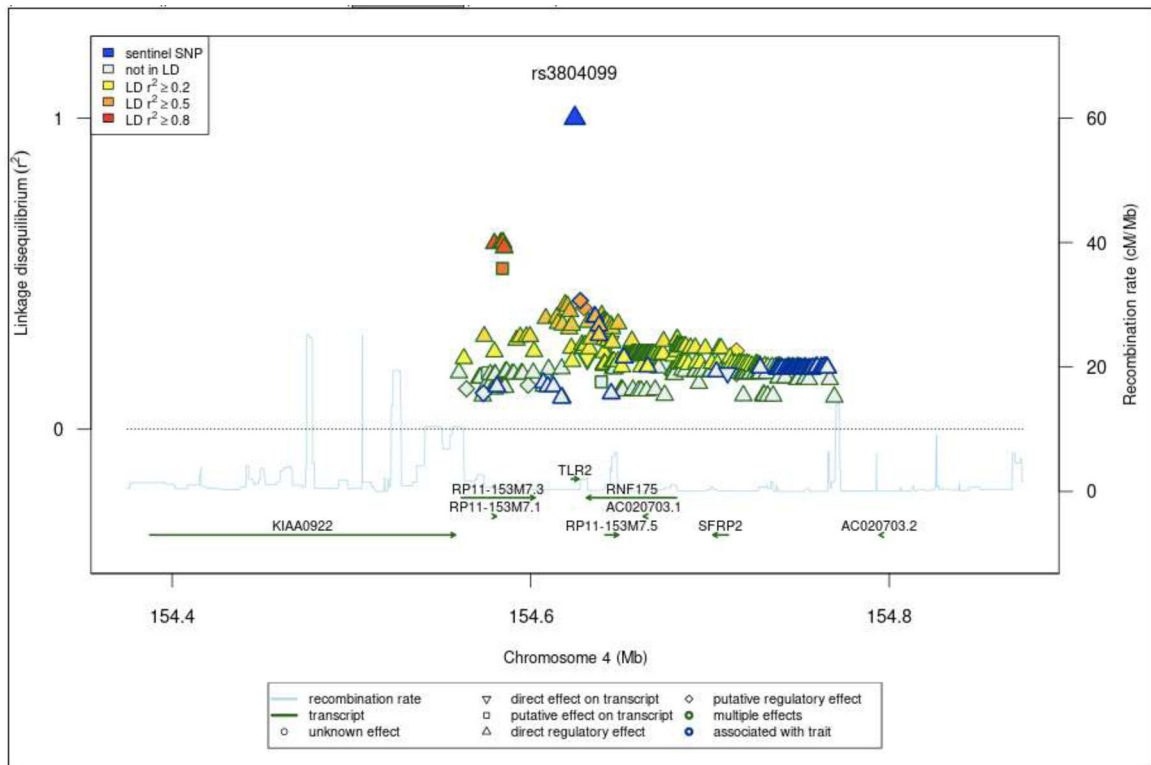 sentinel SNP
not in LD
LD r² ≥ 0.2
LD r² ≥ 0.5
LD r² ≥ 0.8
rs3804099
1
0
Linkage disequilibrium (r²)
60
40
20
0
Recombination rate (cM/Mb)
TLR2
RP11-153M7.3 RNF175
RP11-153M7.1 AC020703.1
KIAA0922 RP11-153M7.5 SFRP2 AC020703.2
154.4 154.6 154.8
Chromosome 4 (Mb)
recombination rate direct effect on transcript putative regulatory effect
transcript putative effect on transcript multiple effects
unknown effect direct regulatory effect associated with trait